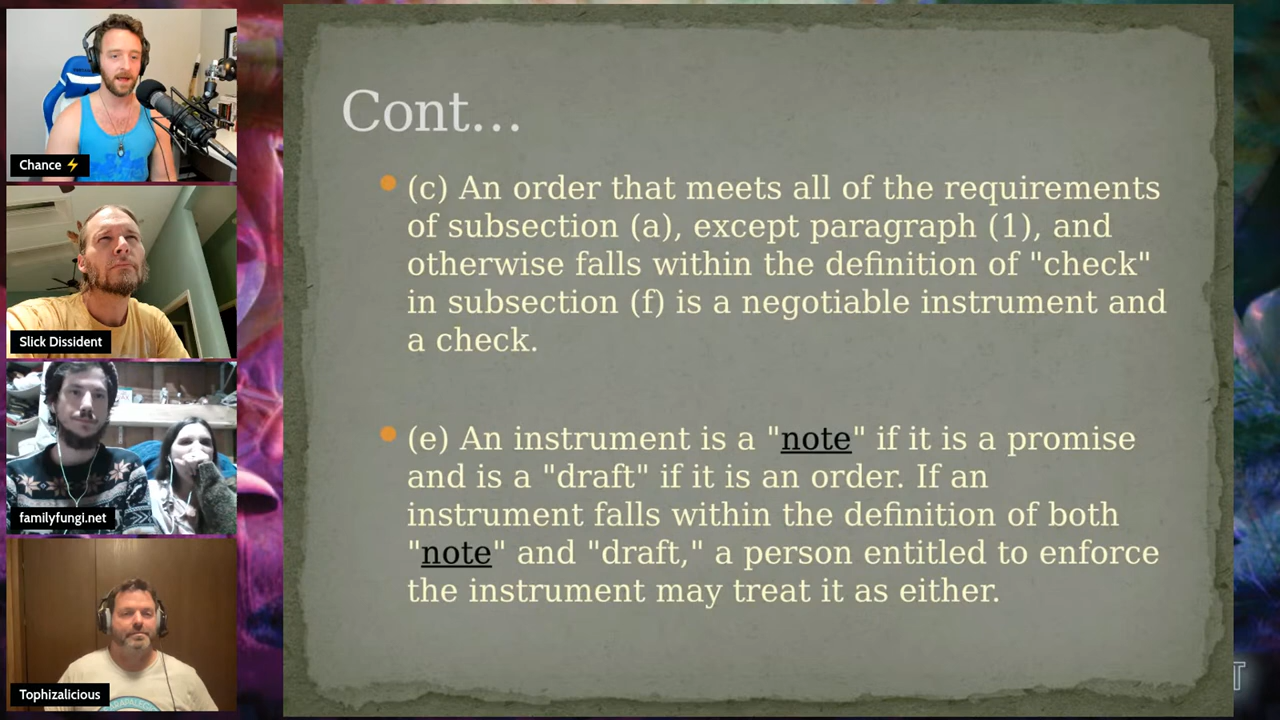 Chance ⚡
Slick Dissident
familyfungi.net
Tophizalicious
Cont...
(c) An order that meets all of the requirements
of subsection (a), except paragraph (1), and
otherwise falls within the definition of "check"
in subsection (f) is a negotiable instrument and
a check.
(e) An instrument is a "note" if it is a promise
and is a "draft" if it is an order. If an
instrument falls within the definition of both
"note" and "draft," a person entitled to enforce
the instrument may treat it as either.